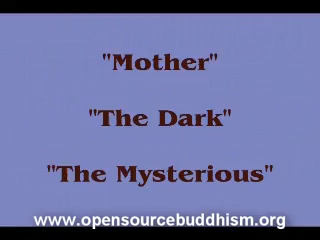 "Mother"
"The Dark"
"The Mysterious"
www.opensourcebuddhism.org